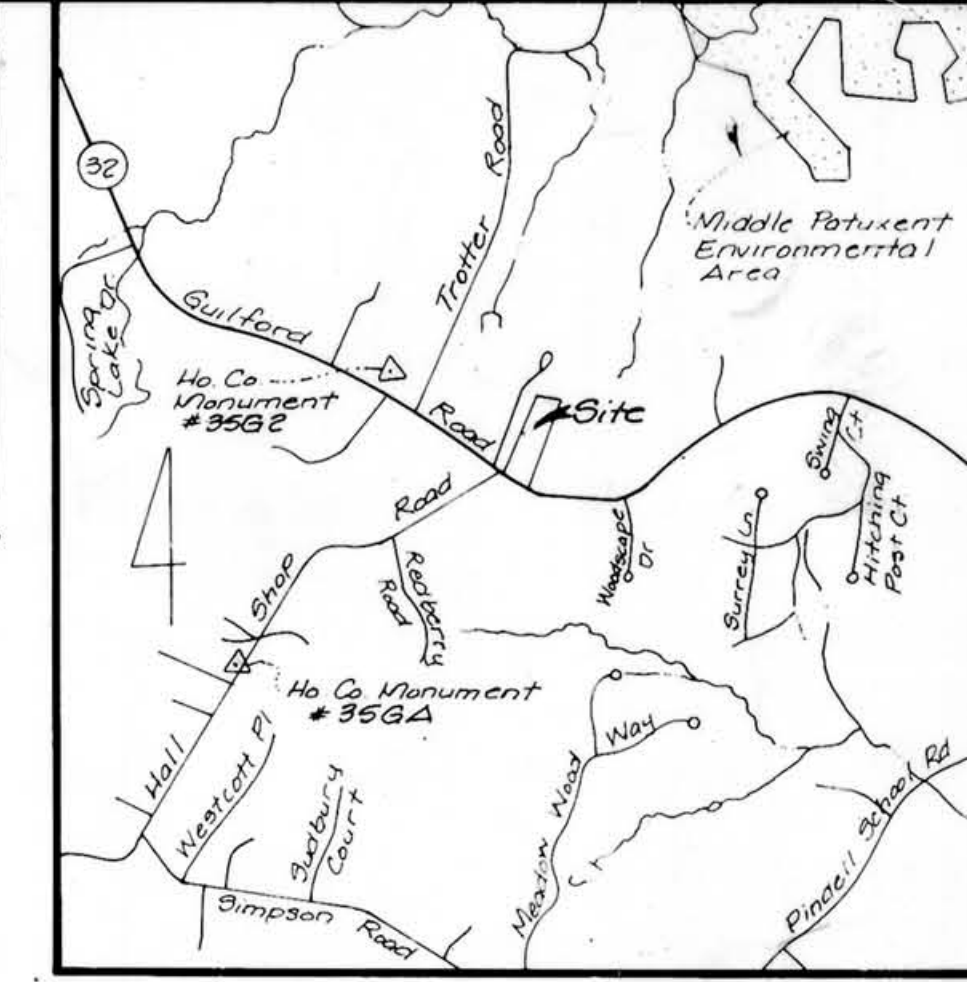 32
Trotter Road
Middle Patuxent
Environmental
Area
Guilford Road
Spring
Lake Dr.
Ho. Co.
Monument
#35G2
Site
Swing
Ct
Hitching
Post Ct
Surrey Ln
Woodscape
Dr
Hall Shop Road
Redberry
Road
Ho. Co. Monument
#35GA
Westcott Pl
Sudbury
Court
Simpson Road
Meadow Wood Way
Pindell School Rd